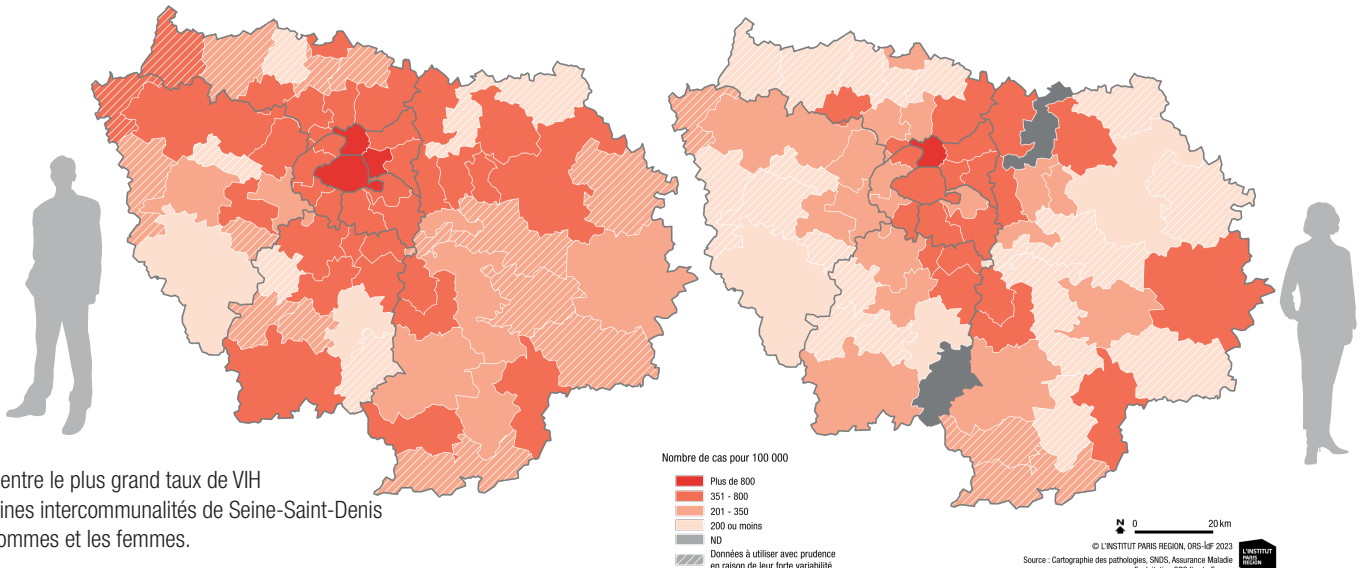 entre le plus grand taux de VIH
ines intercommunalités de Seine-Saint-Denis
ommes et les femmes.
Nombre de cas pour 100 000
Plus de 800
351 - 800
201 - 350
200 ou moins
ND
Données à utiliser avec prudence
en raison de leur forte variabilité
N 0 20 km
© L'INSTITUT PARIS REGION, ORS-ÎdF 2023
Source : Cartographie des pathologies, SNDS, Assurance Maladie
L'INSTITUT
PARIS
REGION